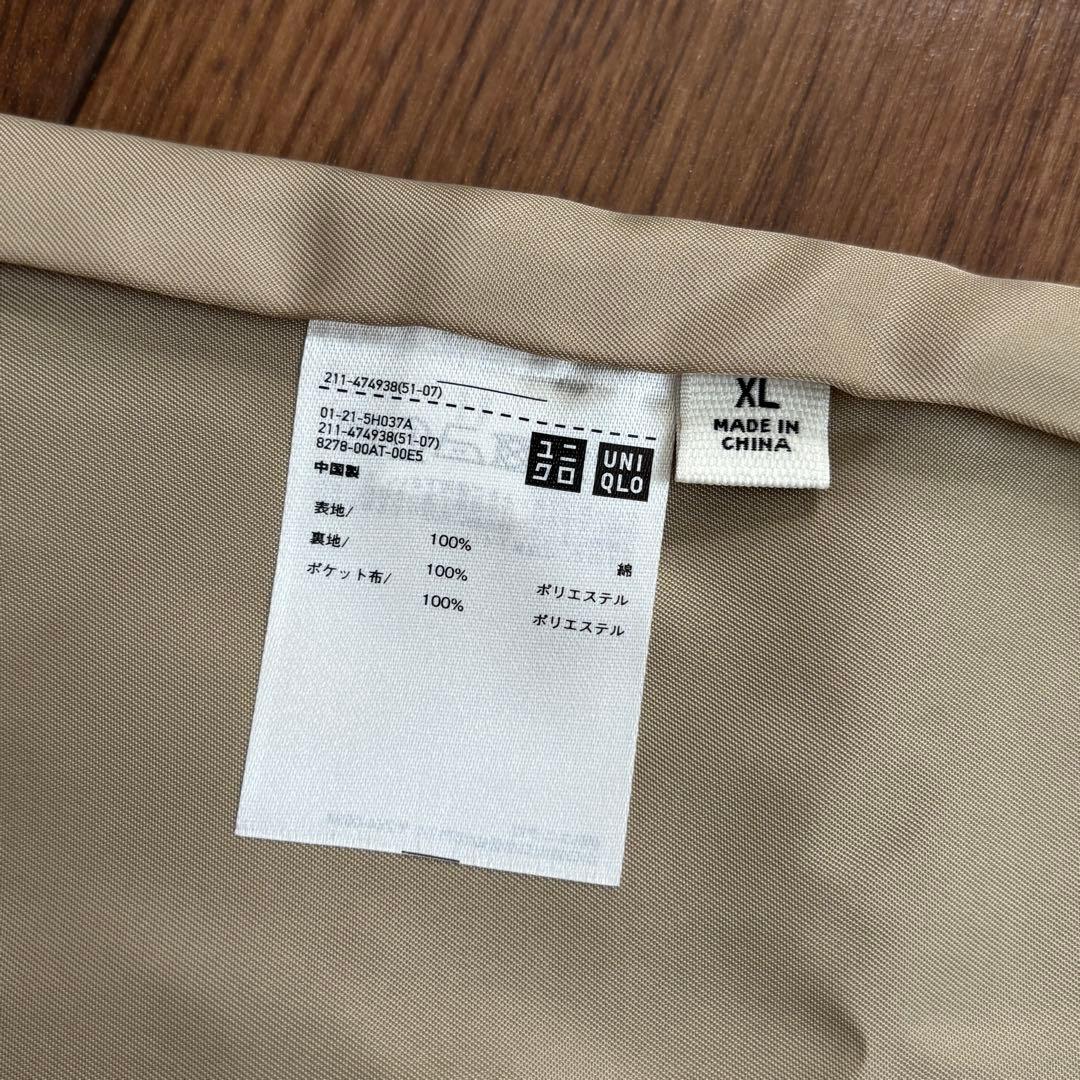 211-474938(51-07)
01-21-5H037A
211-474938(51-07)
8278-00AT-00E5
中国製
ユニ
クロ
UNI
QLO
表地/
100%
綿
裏地/
100%
ポリエステル
ポケット布/
100%
ポリエステル
XL
MADE IN
CHINA